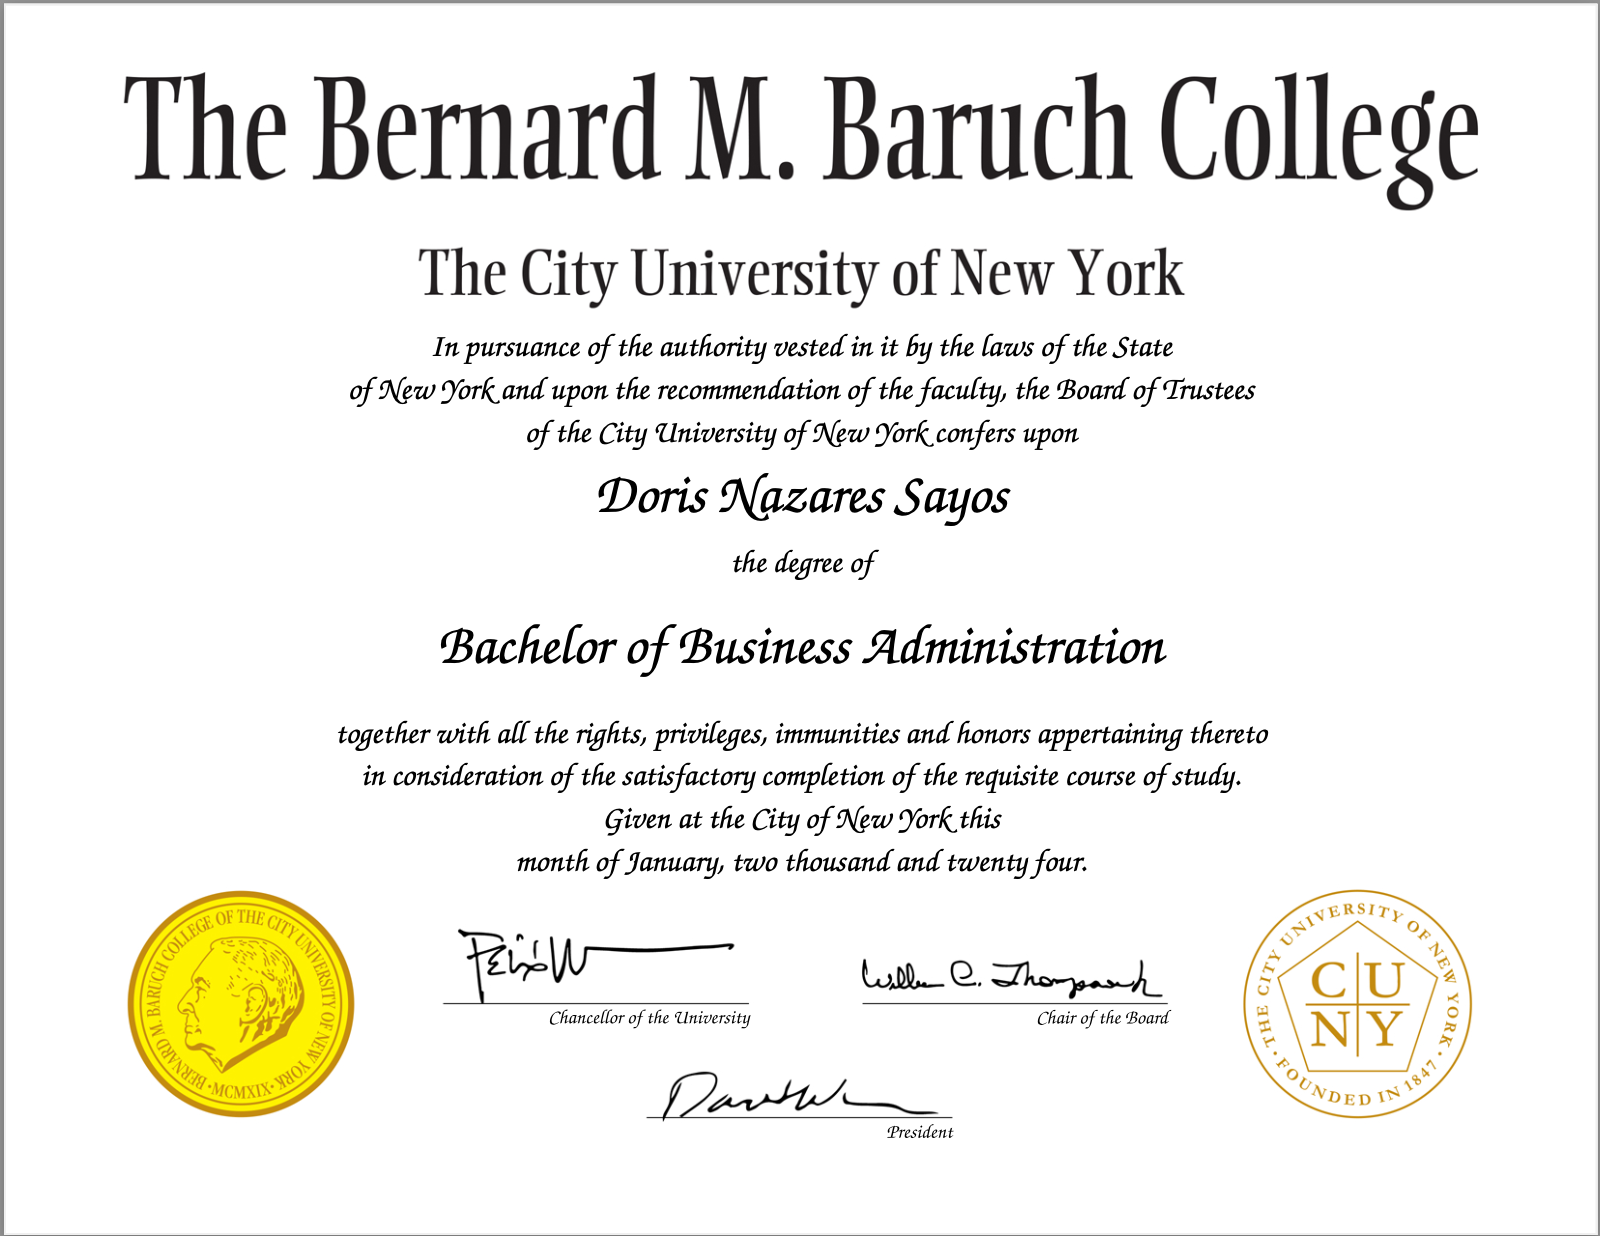 The Bernard M. Baruch College
The City University of New York
In pursuance of the authority vested in it by the laws of the State
of New York and upon the recommendation of the faculty, the Board of Trustees
of the City University of New York confers upon
Doris Nazares Sayos
the degree of
Bachelor of Business Administration
together with all the rights, privileges, immunities and honors appertaining thereto
in consideration of the satisfactory completion of the requisite course of study.
Given at the City of New York this
month of January, two thousand and twenty four.
BERNARD M. BARUCH COLLEGE OF THE CITY UNIVERSITY OF NEW YORK · MCMXIX ·
Chancellor of the University
William C. Thompson Jr.
Chair of the Board
THE CITY UNIVERSITY OF NEW YORK · FOUNDED IN 1847 ·
CU
NY
President